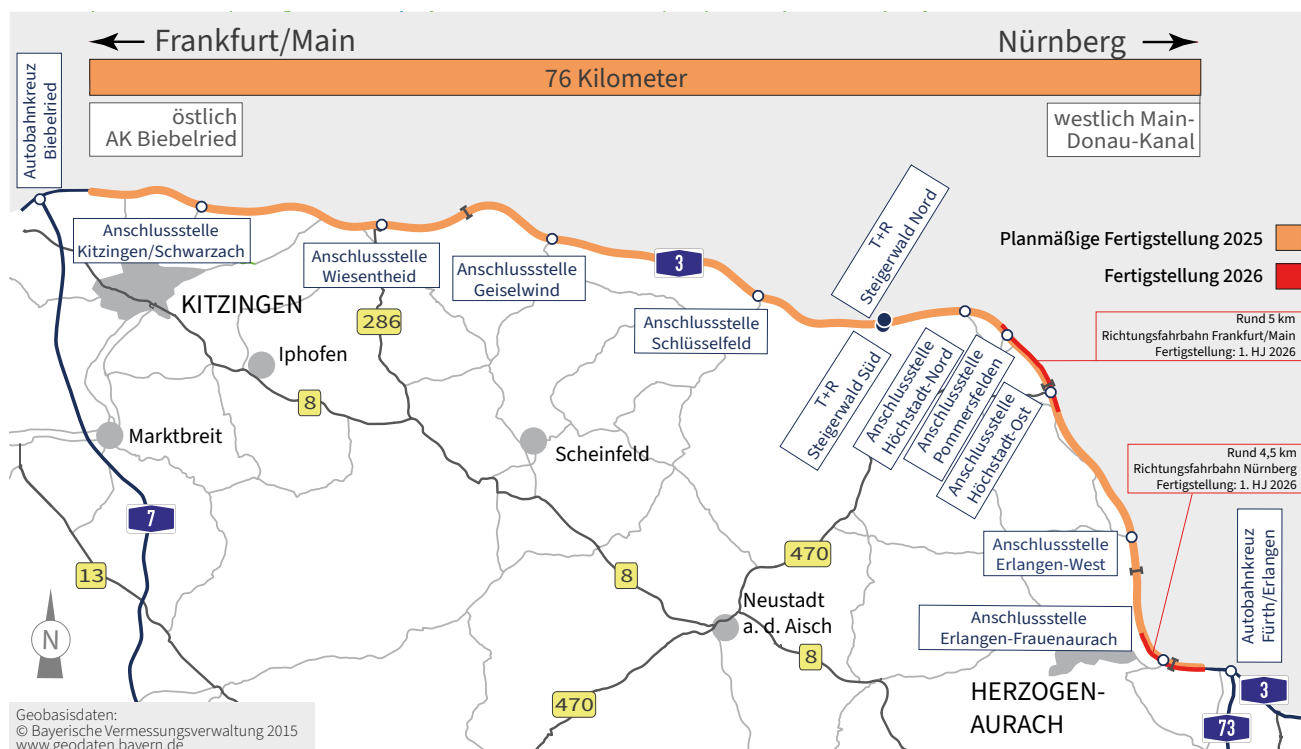 Frankfurt/Main
Nürnberg
76 Kilometer
östlich
AK Biebelried
westlich Main-
Donau-Kanal
Autobahnkreuz
Biebelried
Anschlussstelle
Kitzingen/Schwarzach
Anschlussstelle
Wiesentheid
Anschlussstelle
Geiselwind
3
Anschlussstelle
Schlüsselfeld
T+R
Steigerwald Nord
T+R
Steigerwald Süd
Anschlussstelle
Höchstadt-Nord
Anschlussstelle
Pommersfelden
Anschlussstelle
Höchstadt-Ost
Planmäßige Fertigstellung 2025
Fertigstellung 2026
Rund 5 km
Richtungsfahrbahn Frankfurt/Main
Fertigstellung: 1. HJ 2026
Rund 4,5 km
Richtungsfahrbahn Nürnberg
Fertigstellung: 1. HJ 2026
KITZINGEN
286
Iphofen
8
Marktbreit
Scheinfeld
7
13
8
470
Neustadt
a. d. Aisch
8
470
Anschlussstelle
Erlangen-West
Anschlussstelle
Erlangen-Frauenaurach
Autobahnkreuz
Fürth/Erlangen
HERZOGEN-
AURACH
3
73
N
Geobasisdaten:
© Bayerische Vermessungsverwaltung 2015
www.geodaten.bayern.de